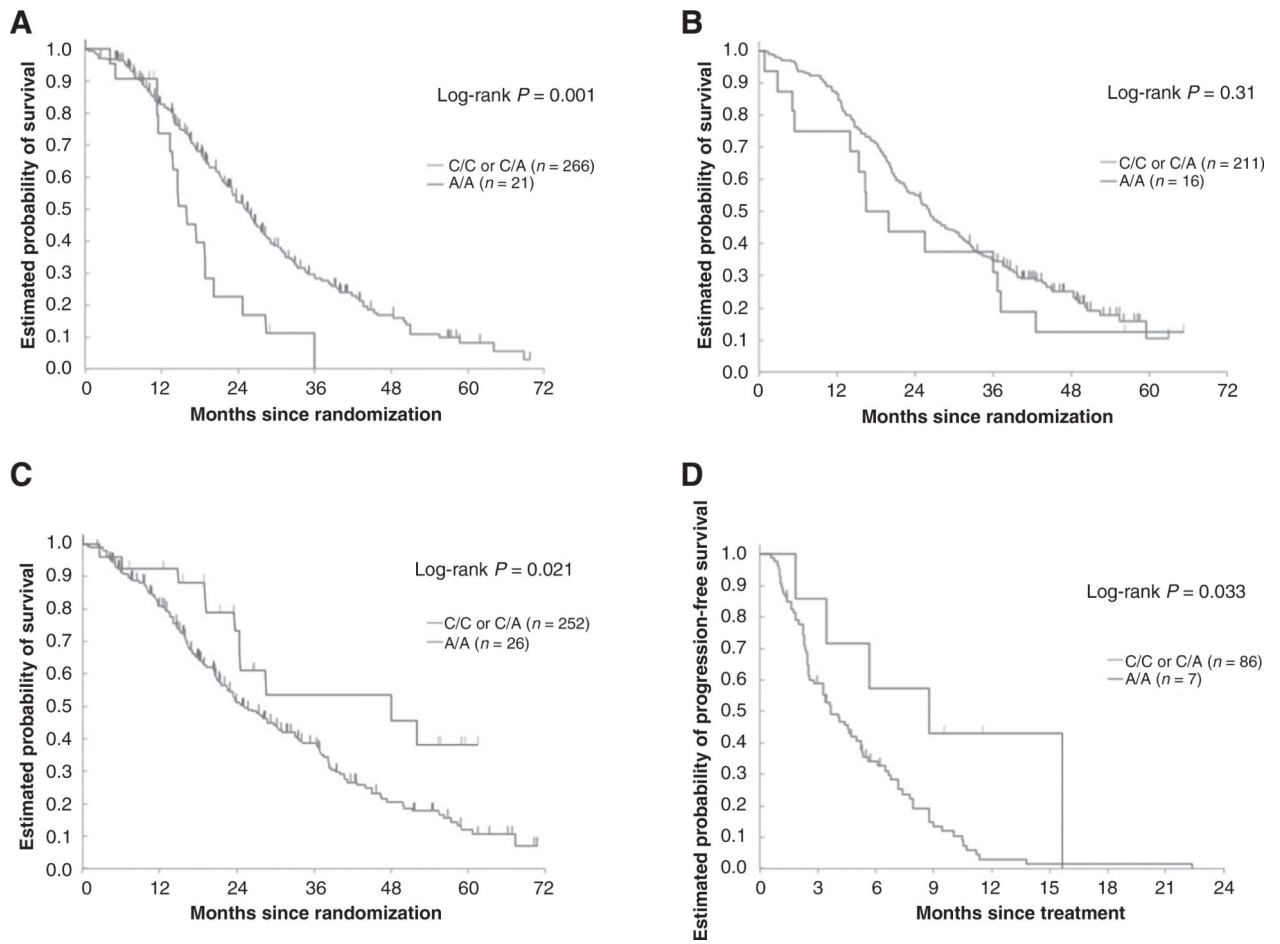 A
Estimated probability of survival
1.0
0.9
0.8
0.7
0.6
0.5
0.4
0.3
0.2
0.1
0.0
Log-rank P = 0.001
C/C or C/A (n = 266)
A/A (n = 21)
0 12 24 36 48 60 72
Months since randomization
B
Estimated probability of survival
1.0
0.9
0.8
0.7
0.6
0.5
0.4
0.3
0.2
0.1
0.0
Log-rank P = 0.31
C/C or C/A (n = 211)
A/A (n = 16)
0 12 24 36 48 60 72
Months since randomization
C
Estimated probability of survival
1.0
0.9
0.8
0.7
0.6
0.5
0.4
0.3
0.2
0.1
0.0
Log-rank P = 0.021
C/C or C/A (n = 252)
A/A (n = 26)
0 12 24 36 48 60 72
Months since randomization
D
Estimated probability of progression-free survival
1.0
0.9
0.8
0.7
0.6
0.5
0.4
0.3
0.2
0.1
0.0
Log-rank P = 0.033
C/C or C/A (n = 86)
A/A (n = 7)
0 3 6 9 12 15 18 21 24
Months since treatment